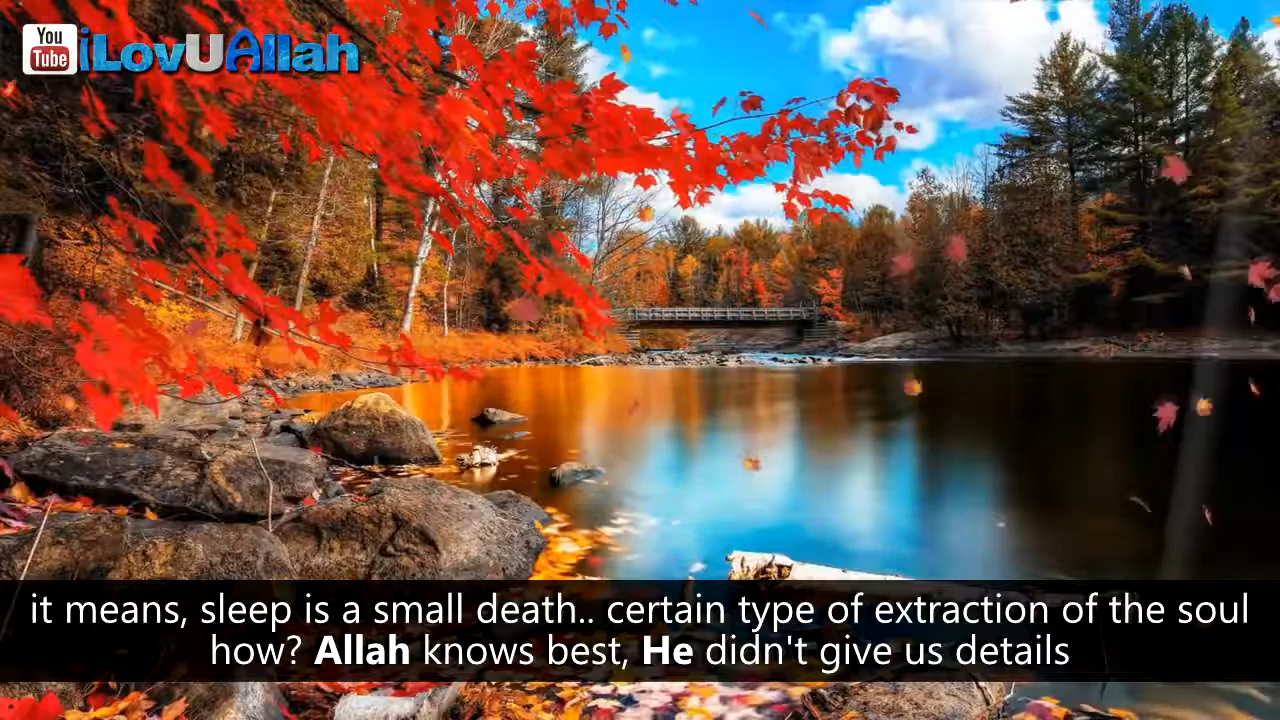 You
Tube iLovUAllah
it means, sleep is a small death.. certain type of extraction of the soul
how? Allah knows best, He didn't give us details